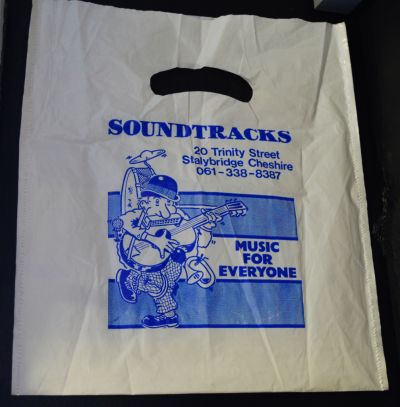 SOUNDTRACKS
20 Trinity Street
Stalybridge Cheshire
061-338-8387
MUSIC
FOR
EVERYONE